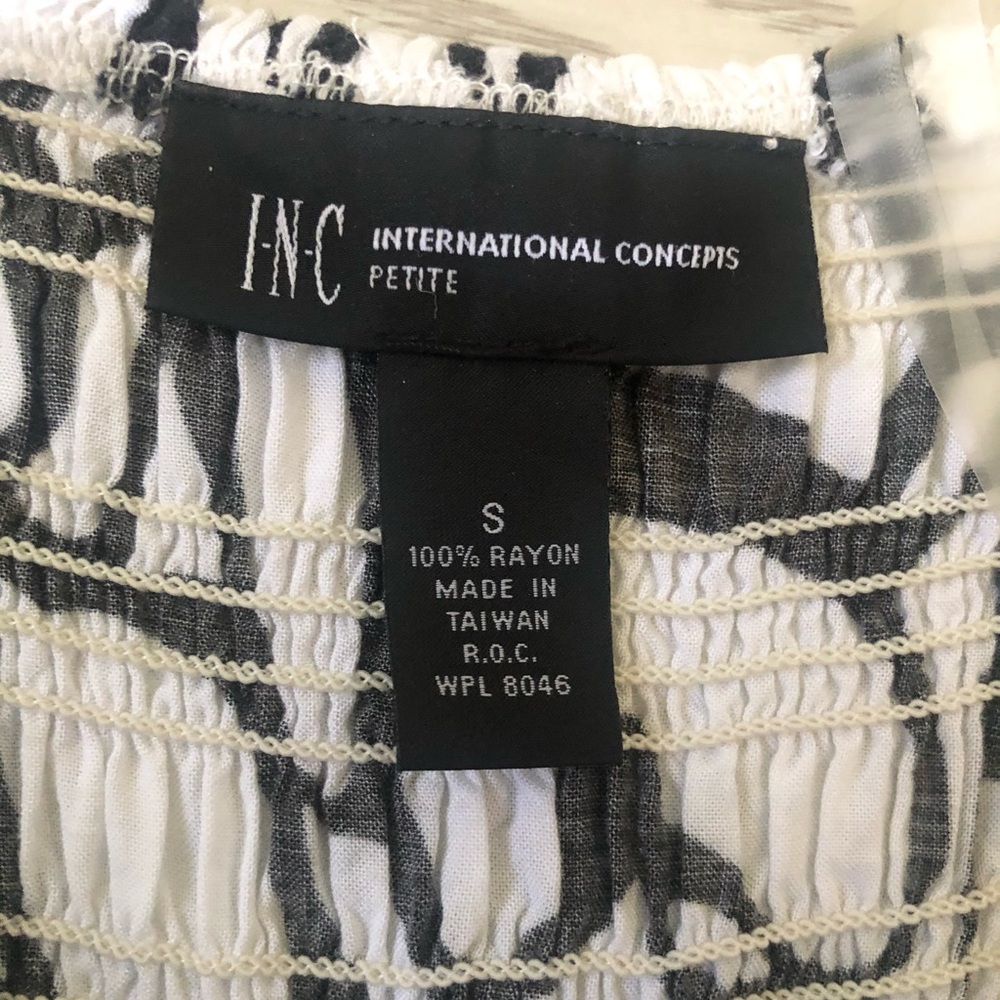 I·N·C INTERNATIONAL CONCEPTS
PETITE
S
100% RAYON
MADE IN
TAIWAN
R.O.C.
WPL 8046